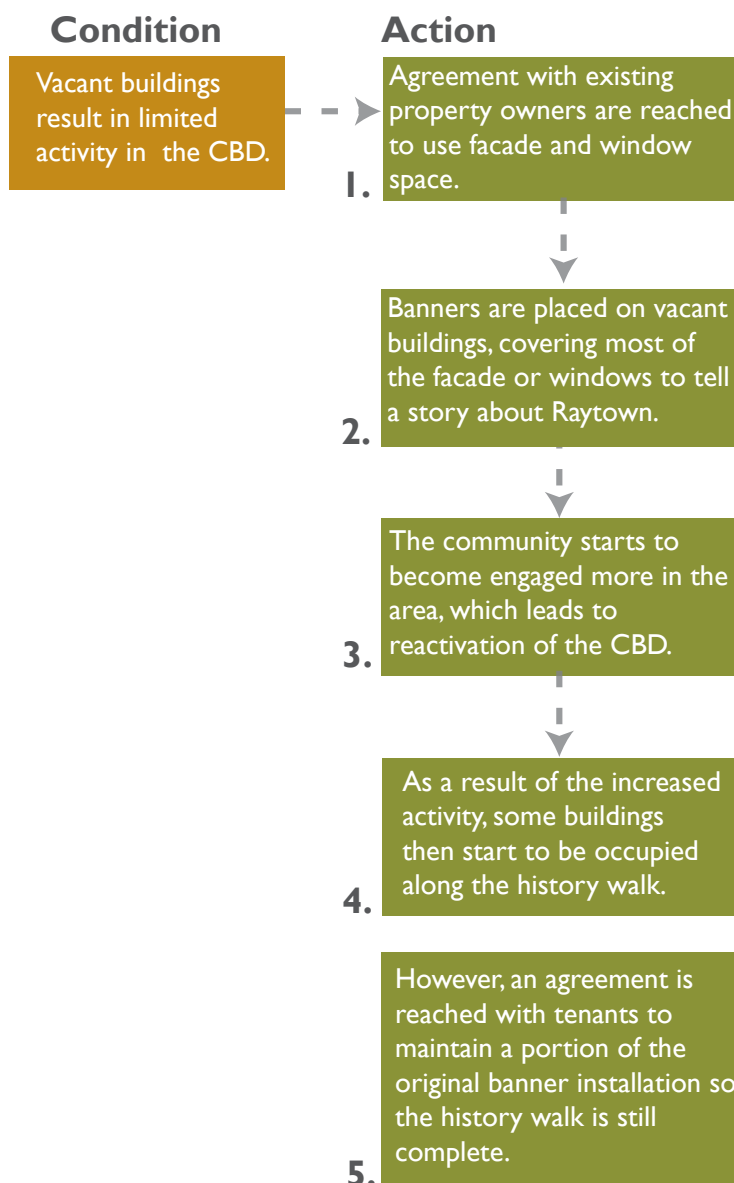 Condition
Action
Vacant buildings
result in limited
activity in the CBD.
Agreement with existing
property owners are reached
to use facade and window
space.
1.
Banners are placed on vacant
buildings, covering most of
the facade or windows to tell
a story about Raytown.
2.
The community starts to
become engaged more in the
area, which leads to
reactivation of the CBD.
3.
As a result of the increased
activity, some buildings
then start to be occupied
along the history walk.
4.
However, an agreement is
reached with tenants to
maintain a portion of the
original banner installation so
the history walk is still
complete.
5.